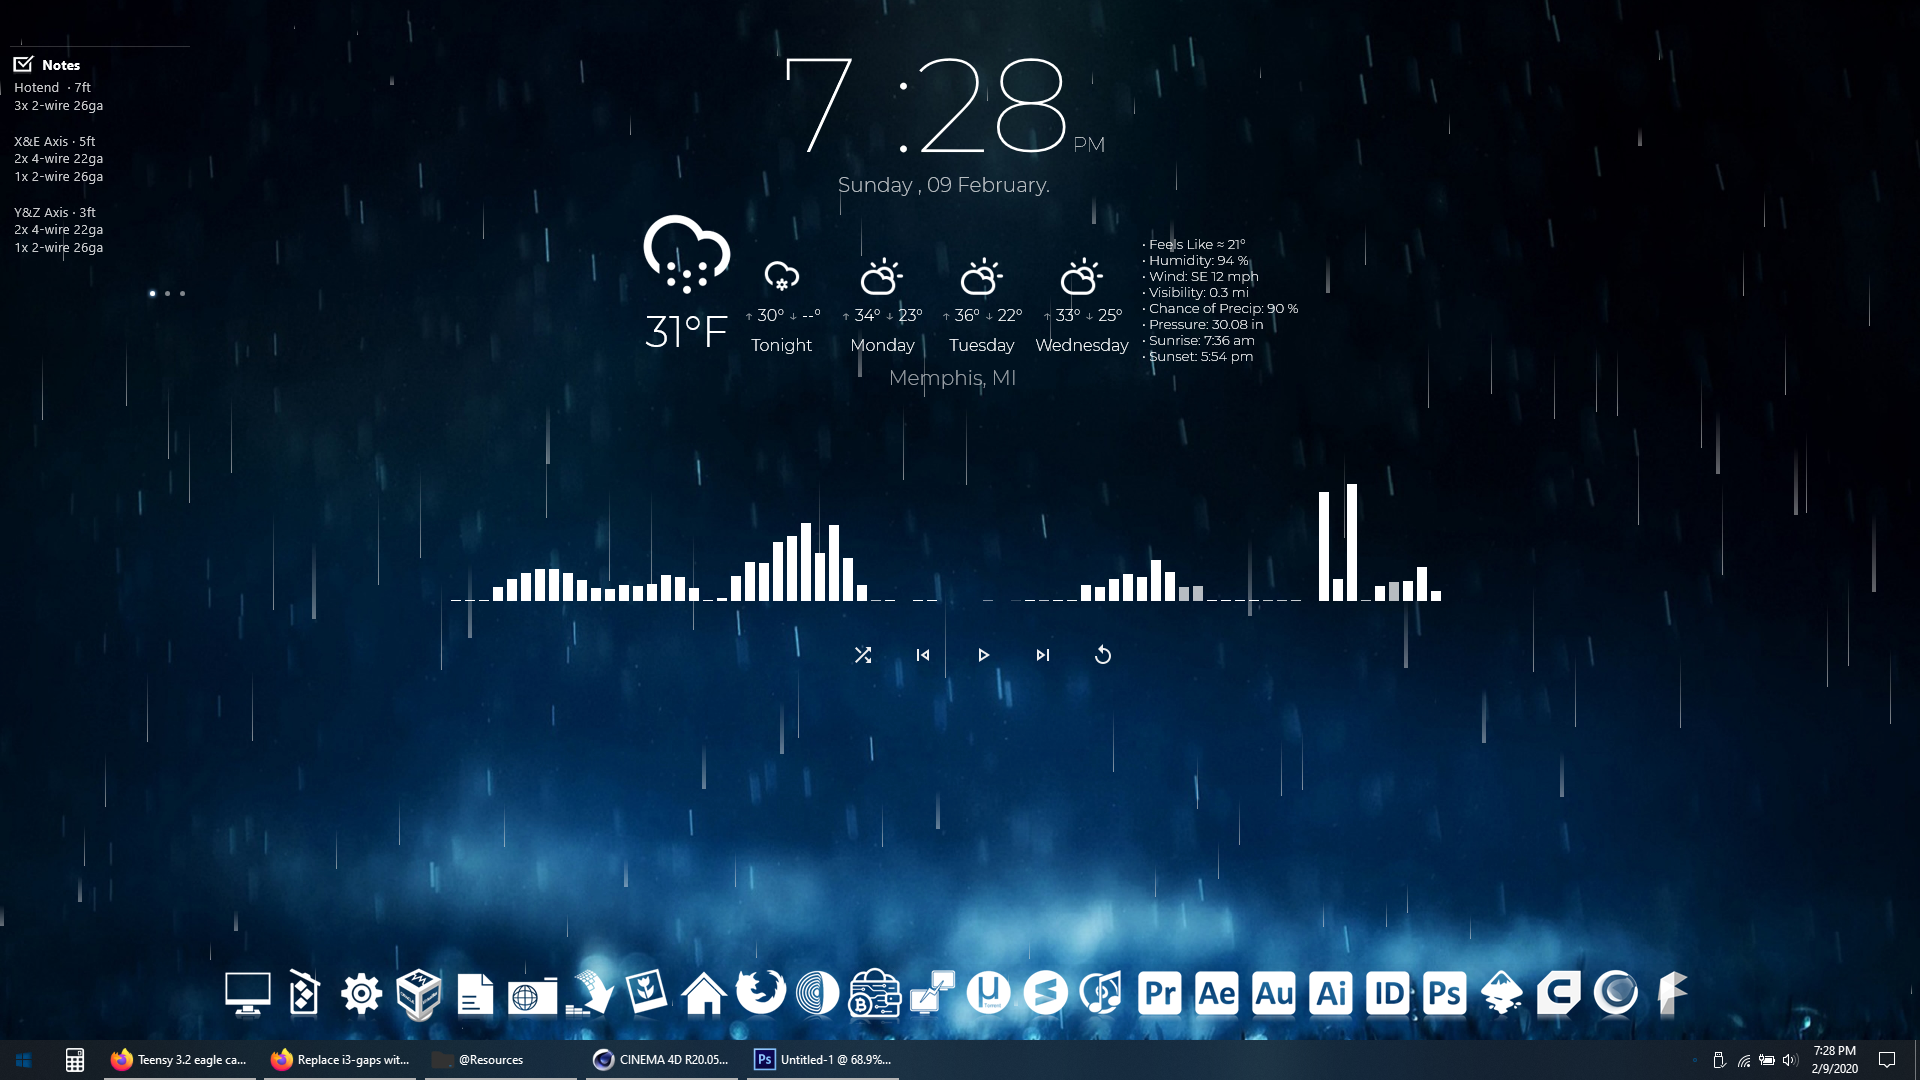 Notes
Hotend · 7ft
3x 2-wire 26ga
X&E Axis · 5ft
2x 4-wire 22ga
1x 2-wire 26ga
Y&Z Axis · 3ft
2x 4-wire 22ga
1x 2-wire 26ga
7 :28 PM
Sunday , 09 February.
31°F
↑ 30° ↓ --°
Tonight
↑ 34° ↓ 23°
Monday
↑ 36° ↓ 22°
Tuesday
↑ 33° ↓ 25°
Wednesday
· Feels Like ≈ 21°
· Humidity: 94 %
· Wind: SE 12 mph
· Visibility: 0.3 mi
· Chance of Precip: 90 %
· Pressure: 30.08 in
· Sunrise: 7:36 am
· Sunset: 5:54 pm
Memphis, MI
µ
Pr
Ae
Au
Ai
ID
Ps
Teensy 3.2 eagle ca...
Replace i3-gaps wit...
@Resources
CINEMA 4D R20.05...
Ps
Untitled-1 @ 68.9%...
7:28 PM
2/9/2020